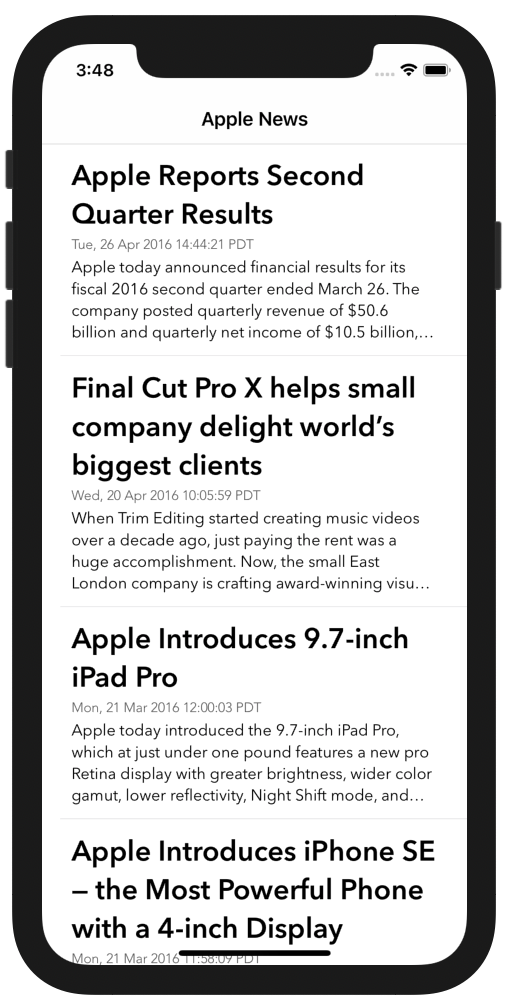 3:48
Apple News
Apple Reports Second
Quarter Results
Tue, 26 Apr 2016 14:44:21 PDT
Apple today announced financial results for its
fiscal 2016 second quarter ended March 26. The
company posted quarterly revenue of $50.6
billion and quarterly net income of $10.5 billion,…
Final Cut Pro X helps small
company delight world’s
biggest clients
Wed, 20 Apr 2016 10:05:59 PDT
When Trim Editing started creating music videos
over a decade ago, just paying the rent was a
huge accomplishment. Now, the small East
London company is crafting award-winning visu…
Apple Introduces 9.7-inch
iPad Pro
Mon, 21 Mar 2016 12:00:03 PDT
Apple today introduced the 9.7-inch iPad Pro,
which at just under one pound features a new pro
Retina display with greater brightness, wider color
gamut, lower reflectivity, Night Shift mode, and…
Apple Introduces iPhone SE
– the Most Powerful Phone
with a 4-inch Display
Mon, 21 Mar 2016 11:58:09 PDT